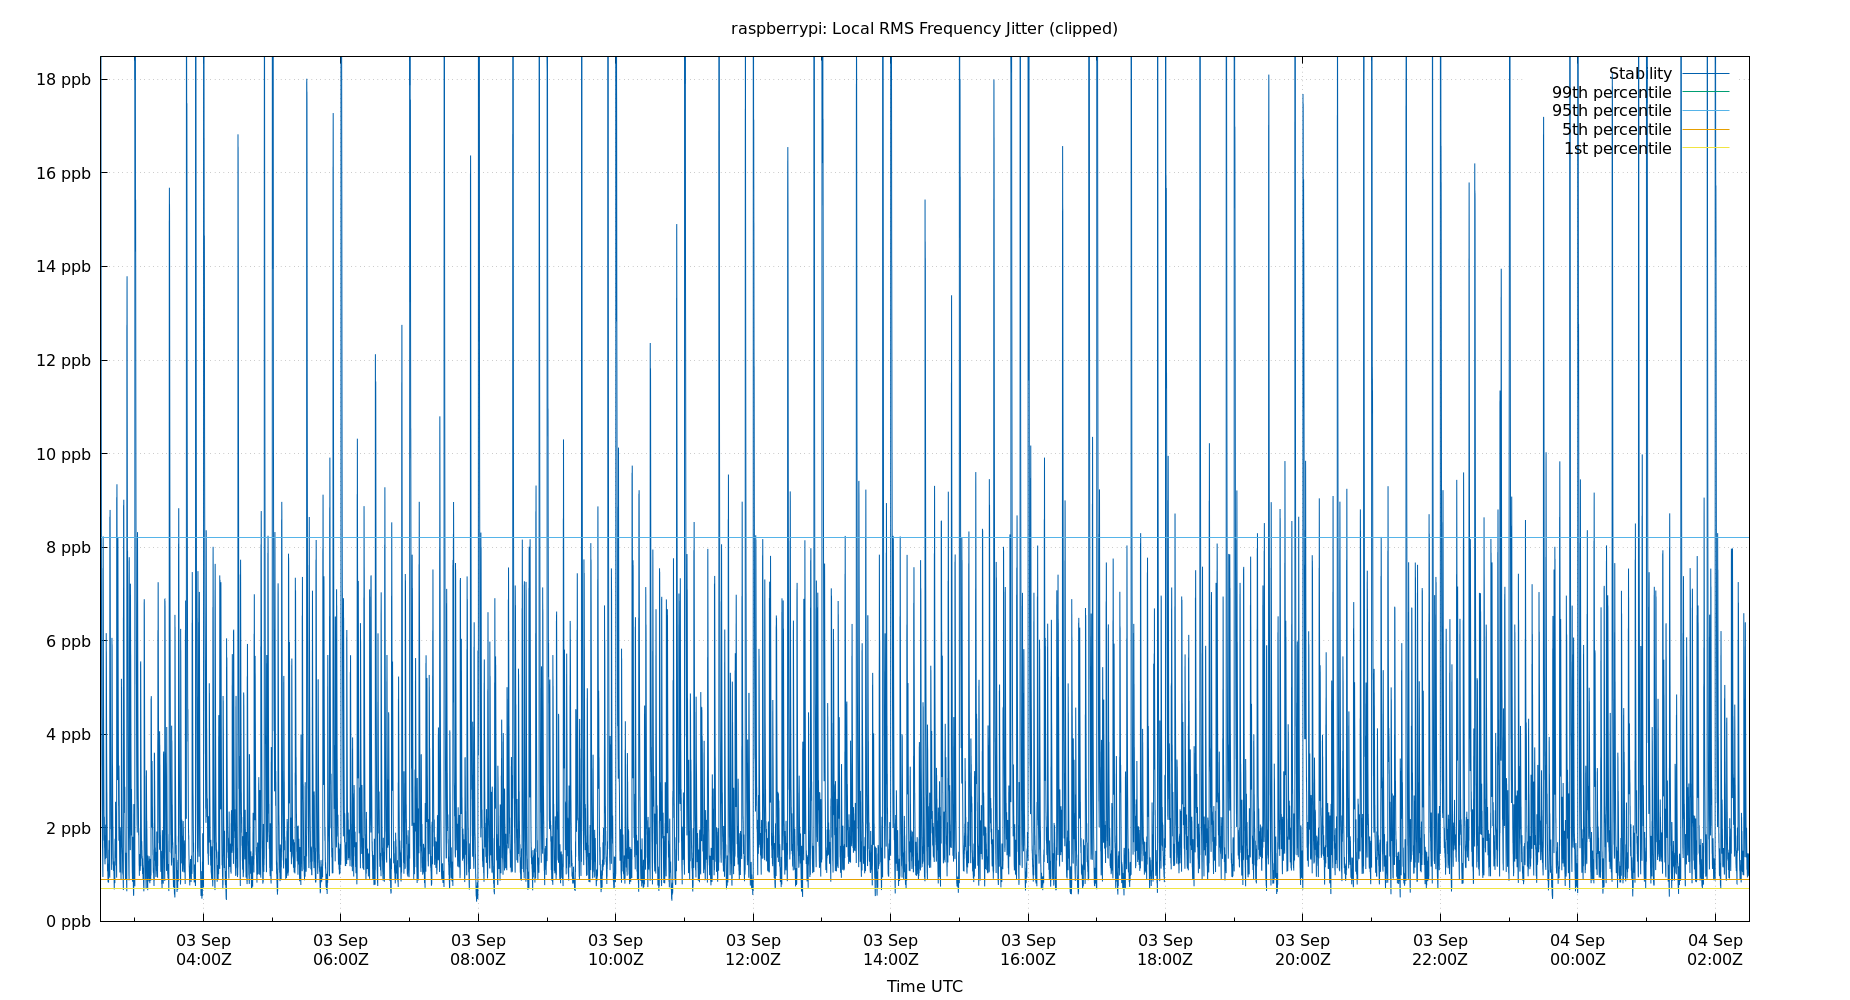 raspberrypi: Local RMS Frequency Jitter (clipped)
18 ppb
16 ppb
14 ppb
12 ppb
10 ppb
8 ppb
6 ppb
4 ppb
2 ppb
0 ppb
Stability
99th percentile
95th percentile
5th percentile
1st percentile
03 Sep 03 Sep 03 Sep 03 Sep 03 Sep 03 Sep 03 Sep 03 Sep 03 Sep 03 Sep 04 Sep 04 Sep
04:00Z 06:00Z 08:00Z 10:00Z 12:00Z 14:00Z 16:00Z 18:00Z 20:00Z 22:00Z 00:00Z 02:00Z
Time UTC